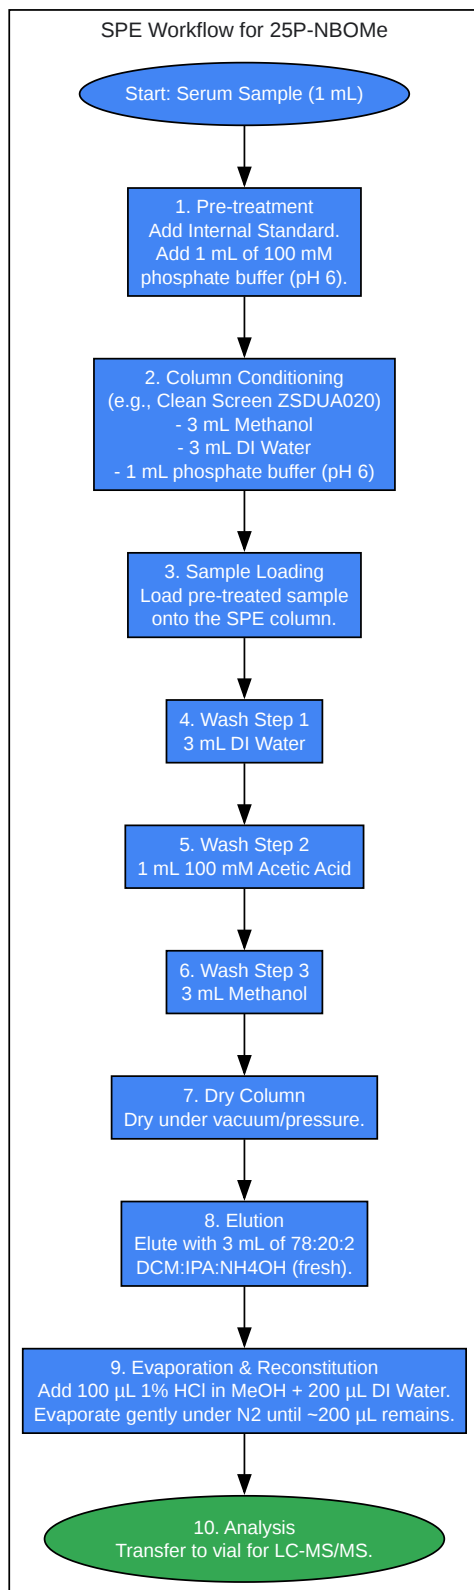 SPE Workflow for 25P-NBOMe
Start: Serum Sample (1 mL)
1. Pre-treatment
Add Internal Standard.
Add 1 mL of 100 mM
phosphate buffer (pH 6).
2. Column Conditioning
(e.g., Clean Screen ZSDUA020)
- 3 mL Methanol
- 3 mL DI Water
- 1 mL phosphate buffer (pH 6)
3. Sample Loading
Load pre-treated sample
onto the SPE column.
4. Wash Step 1
3 mL DI Water
5. Wash Step 2
1 mL 100 mM Acetic Acid
6. Wash Step 3
3 mL Methanol
7. Dry Column
Dry under vacuum/pressure.
8. Elution
Elute with 3 mL of 78:20:2
DCM:IPA:NH4OH (fresh).
9. Evaporation & Reconstitution
Add 100 µL 1% HCl in MeOH + 200 µL DI Water.
Evaporate gently under N2 until ~200 µL remains.
10. Analysis
Transfer to vial for LC-MS/MS.